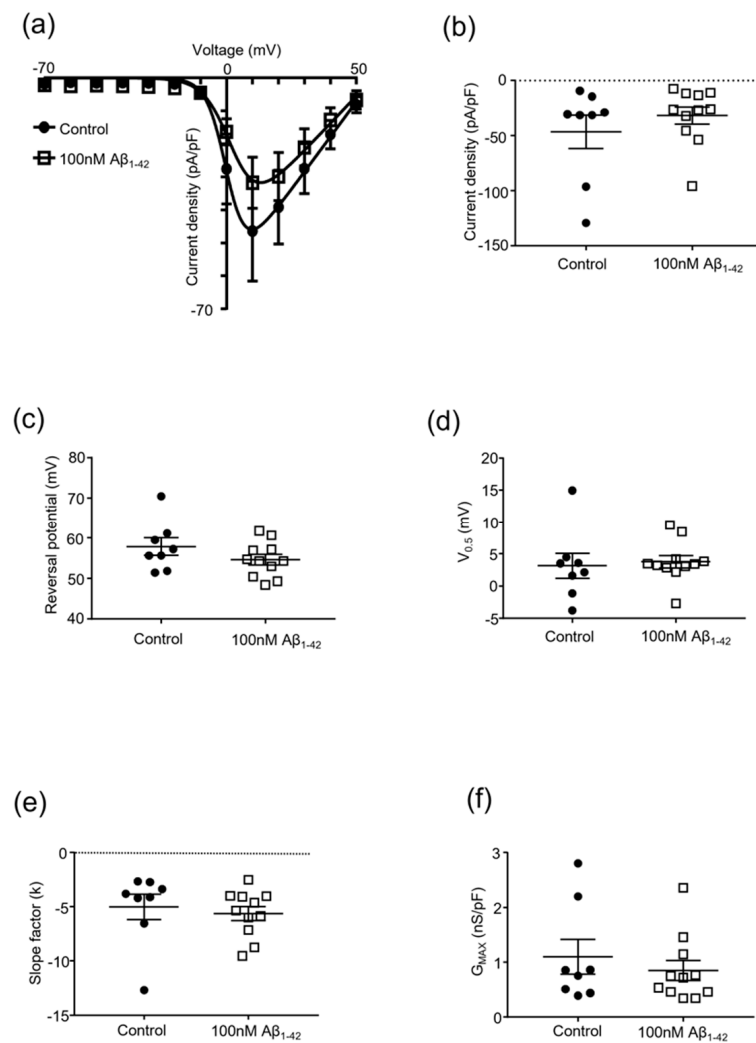 (a)
Voltage (mV)
-70 0 50
Control
100nM Aβ₁₋₄₂
Current density (pA/pF)
-70
(b)
Current density (pA/pF)
0
-50
-100
-150
Control 100nM Aβ₁₋₄₂
(c)
Reversal potential (mV)
80
70
60
50
40
Control 100nM Aβ₁₋₄₂
(d)
V₀.₅ (mV)
20
15
10
5
0
-5
Control 100nM Aβ₁₋₄₂
(e)
Slope factor (k)
0
-5
-10
-15
Control 100nM Aβ₁₋₄₂
(f)
G_MAX (nS/pF)
3
2
1
0
Control 100nM Aβ₁₋₄₂